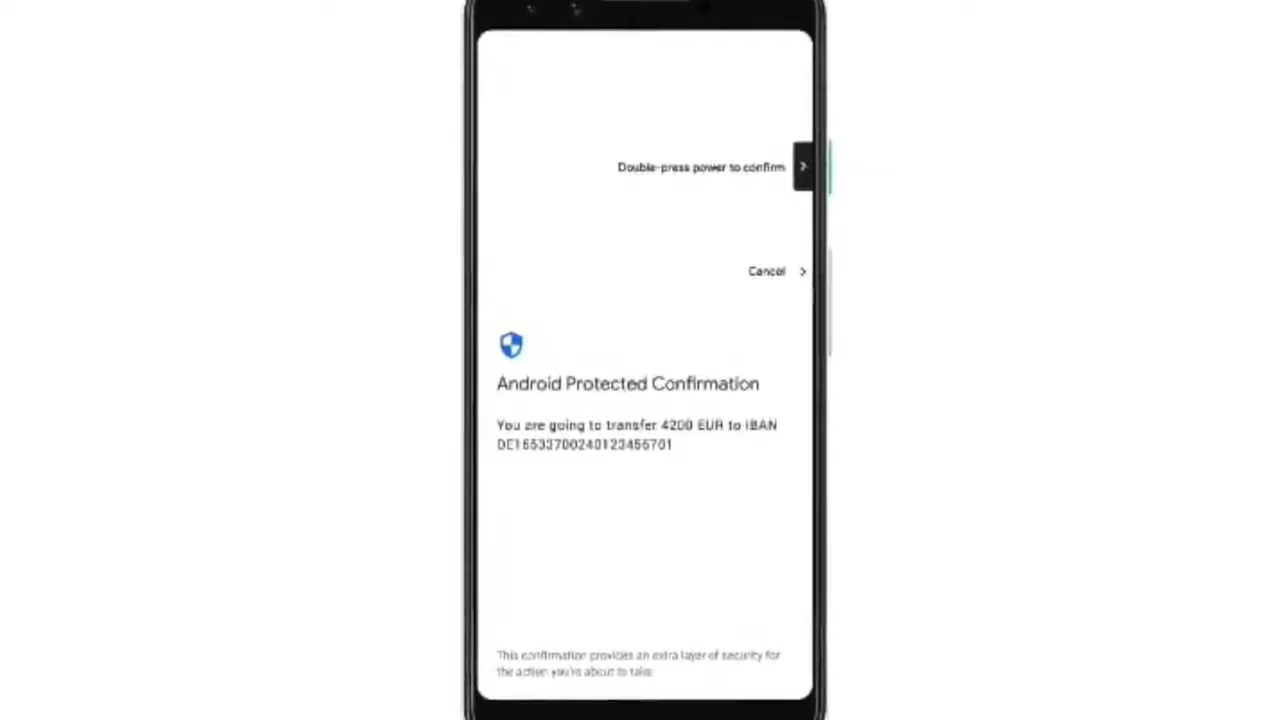 Double-press power to confirm
Cancel
Android Protected Confirmation
You are going to transfer 4200 EUR to IBAN
This confirmation provides an extra layer of security for
the action you're about to take